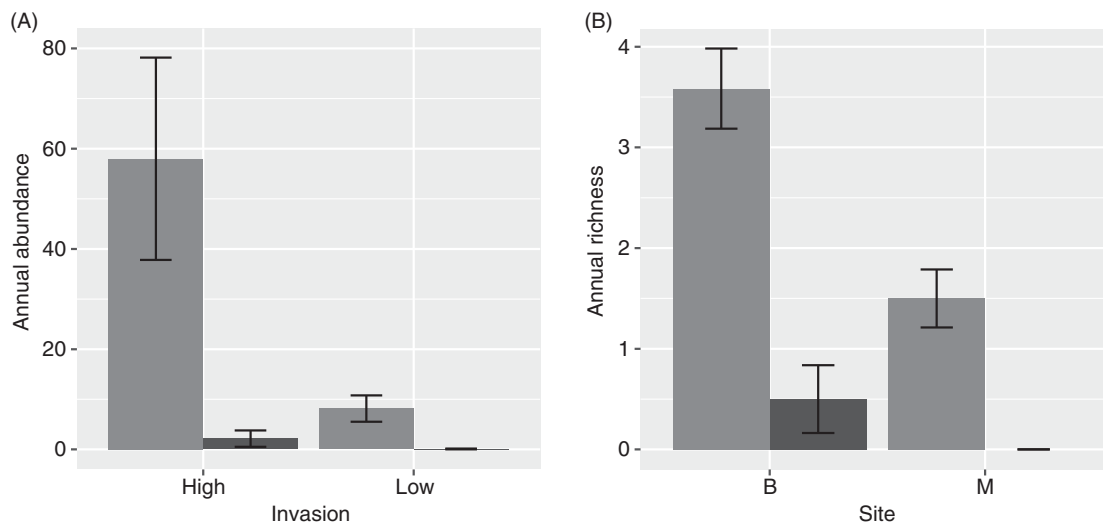 (A)
80
60
40
20
0
Annual abundance
High Low
Invasion
(B)
4
3
2
1
0
Annual richness
B M
Site